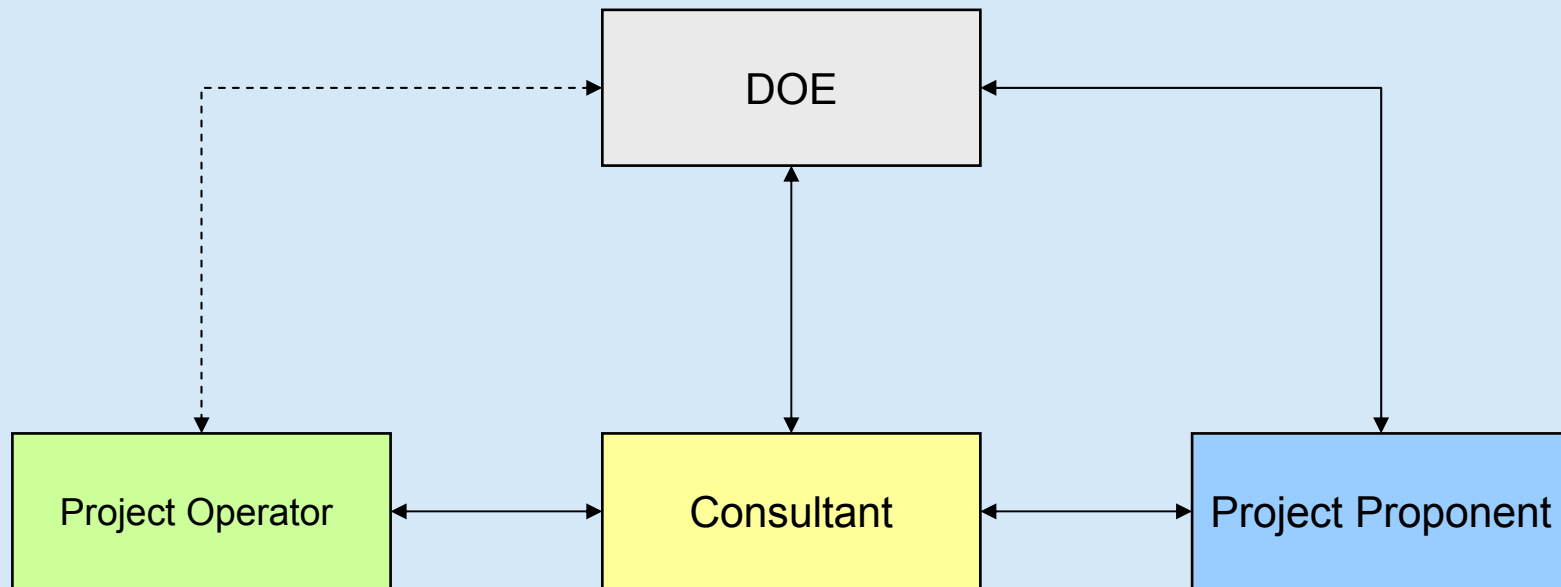 DOE
Project Operator
Consultant
Project Proponent